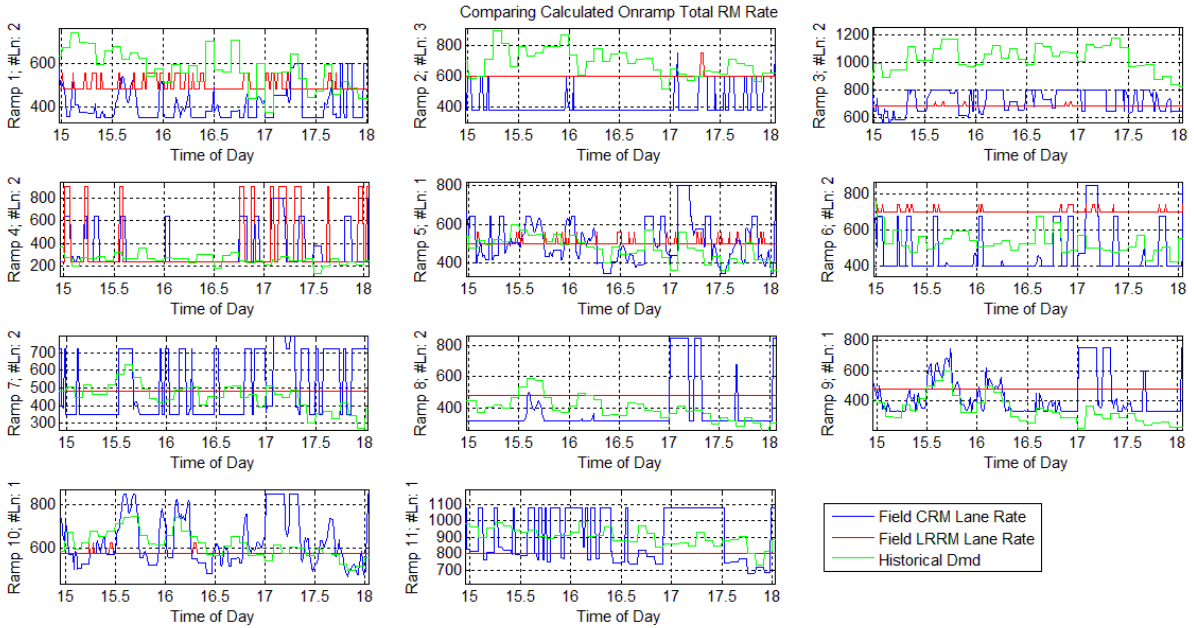 Comparing Calculated Onramp Total RM Rate
Ramp 1; #Ln: 2
600
400
15 15.5 16 16.5 17 17.5 18
Time of Day
Ramp 2; #Ln: 3
800
600
400
15 15.5 16 16.5 17 17.5 18
Time of Day
Ramp 3; #Ln: 2
1200
1000
800
600
15 15.5 16 16.5 17 17.5 18
Time of Day
Ramp 4; #Ln: 2
800
600
400
200
15 15.5 16 16.5 17 17.5 18
Time of Day
Ramp 5; #Ln: 1
800
600
400
15 15.5 16 16.5 17 17.5 18
Time of Day
Ramp 6; #Ln: 2
800
600
400
15 15.5 16 16.5 17 17.5 18
Time of Day
Ramp 7; #Ln: 2
700
600
500
400
300
15 15.5 16 16.5 17 17.5 18
Time of Day
Ramp 8; #Ln: 2
800
600
400
15 15.5 16 16.5 17 17.5 18
Time of Day
Ramp 9; #Ln: 1
800
600
400
15 15.5 16 16.5 17 17.5 18
Time of Day
Ramp 10; #Ln: 1
800
600
15 15.5 16 16.5 17 17.5 18
Time of Day
Ramp 11; #Ln: 2
1100
1000
900
800
700
15 15.5 16 16.5 17 17.5 18
Time of Day
Field CRM Lane Rate
Field LRRM Lane Rate
Historical Dmd